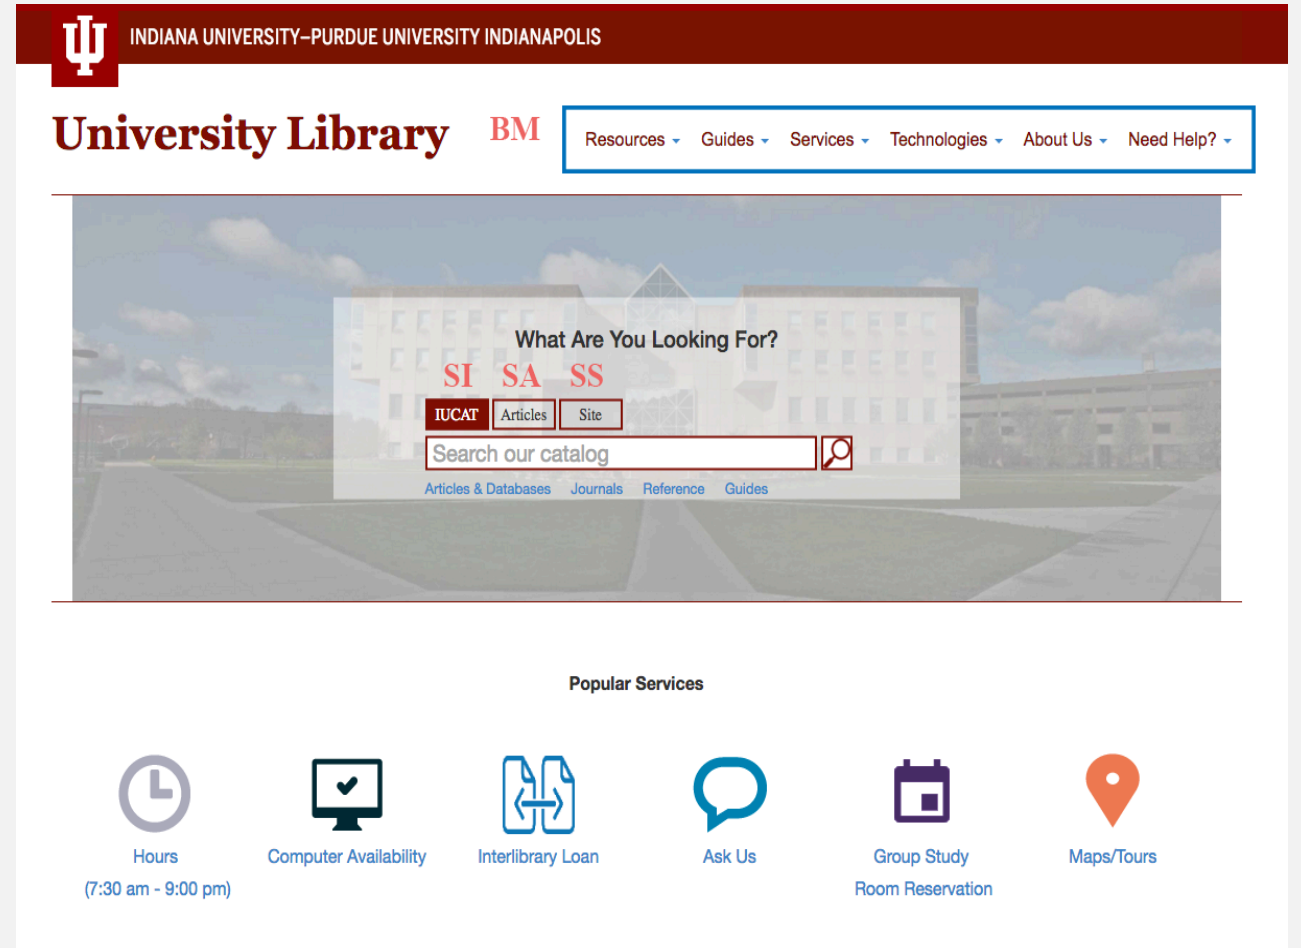 INDIANA UNIVERSITY–PURDUE UNIVERSITY INDIANAPOLIS
University Library BM Resources Guides Services Technologies About Us Need Help?
What Are You Looking For?
SI SA SS
IUCAT Articles Site
Search our catalog
Articles & Databases Journals Reference Guides
Popular Services
Hours Computer Availability Interlibrary Loan Ask Us Group Study Maps/Tours
(7:30 am - 9:00 pm) Room Reservation